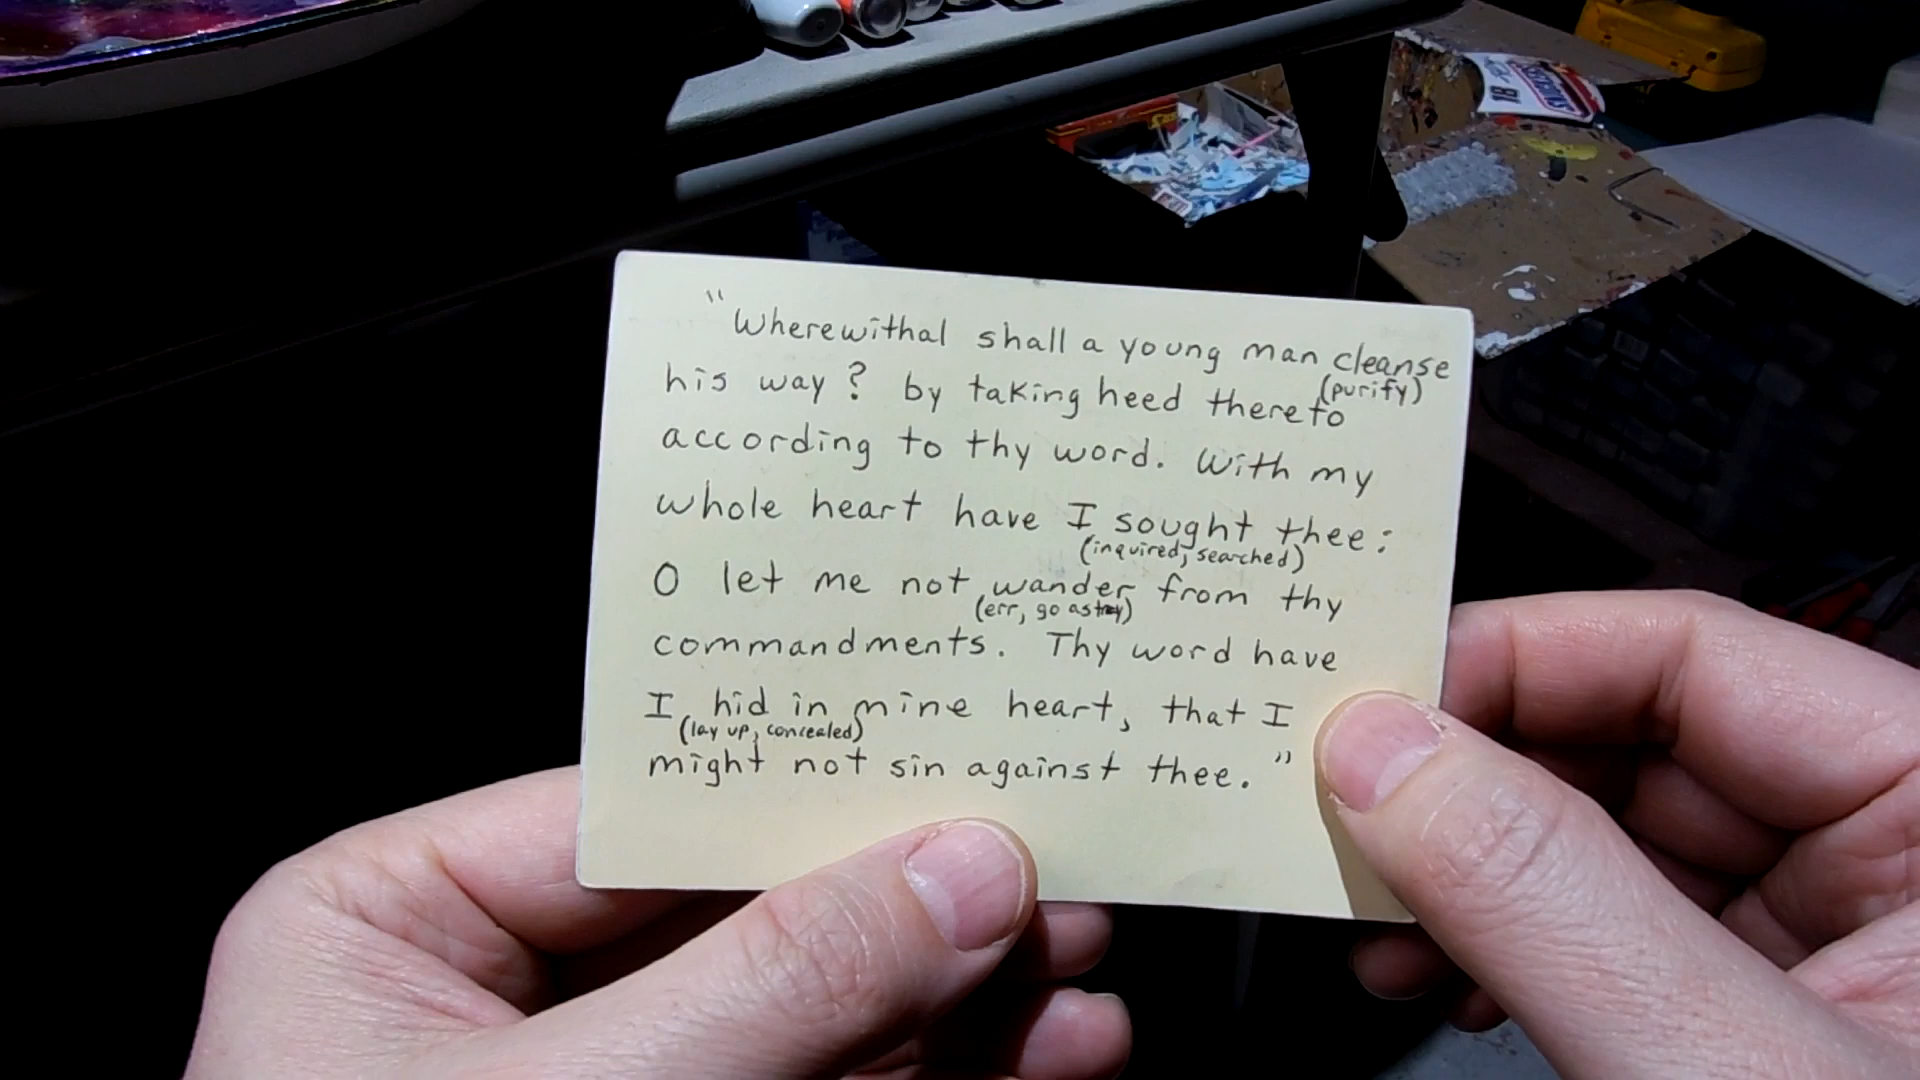 "Wherewithal shall a young man cleanse
(purify)
his way? by taking heed thereto
according to thy word. With my
whole heart have I sought thee:
(inquired, searched)
O let me not wander from thy
(err, go astray)
commandments. Thy word have
I hid in mine heart, that I
(lay up, concealed)
might not sin against thee."
18